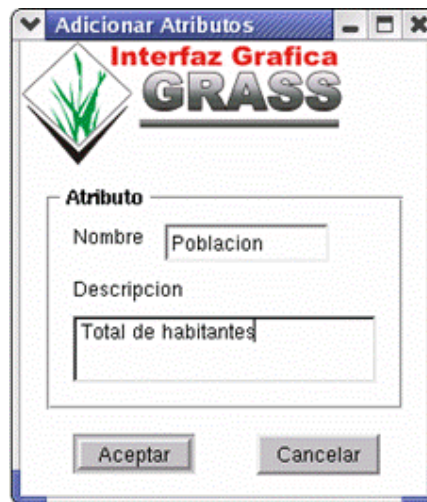 Adicionar Atributos
Interfaz Grafica
GRASS
Atributo
Nombre Poblacion
Descripcion
Total de habitantes
Aceptar Cancelar